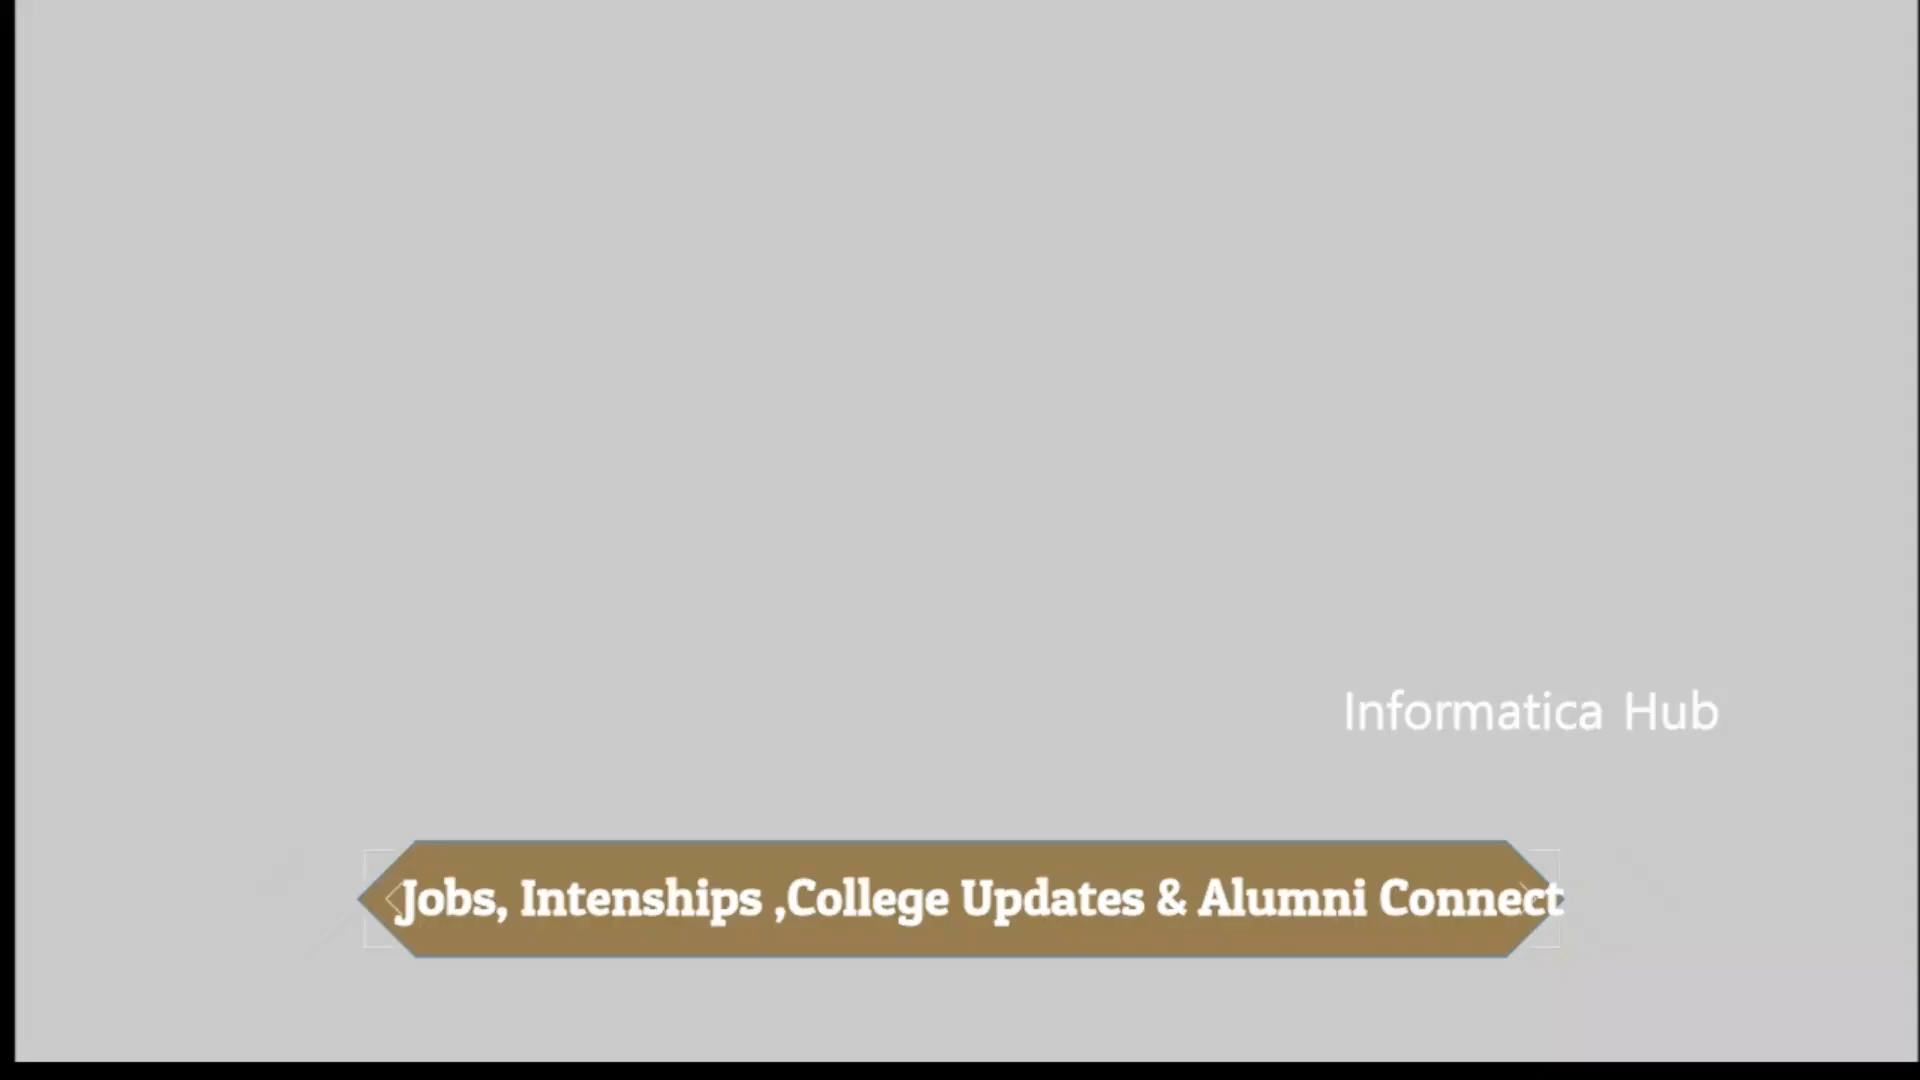 Informatica Hub
Jobs, Intenships ,College Updates & Alumni Connect